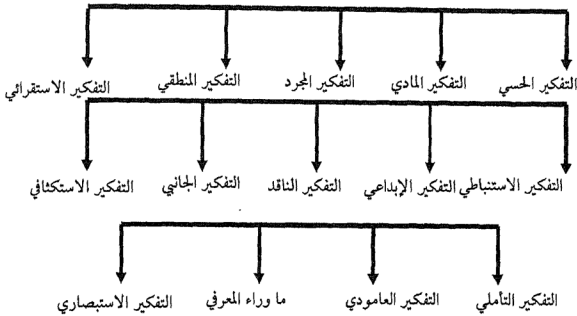 التفكير الحسي التفكير المادي التفكير المجرد التفكير المنطقي التفكير الاستقرائي
التفكير الاستنباطي التفكير الإبداعي التفكير الناقد التفكير الجانبي التفكير الاستكثافي
التفكير التأملي التفكير العامودي ما وراء المعرفي التفكير الاستبصاري